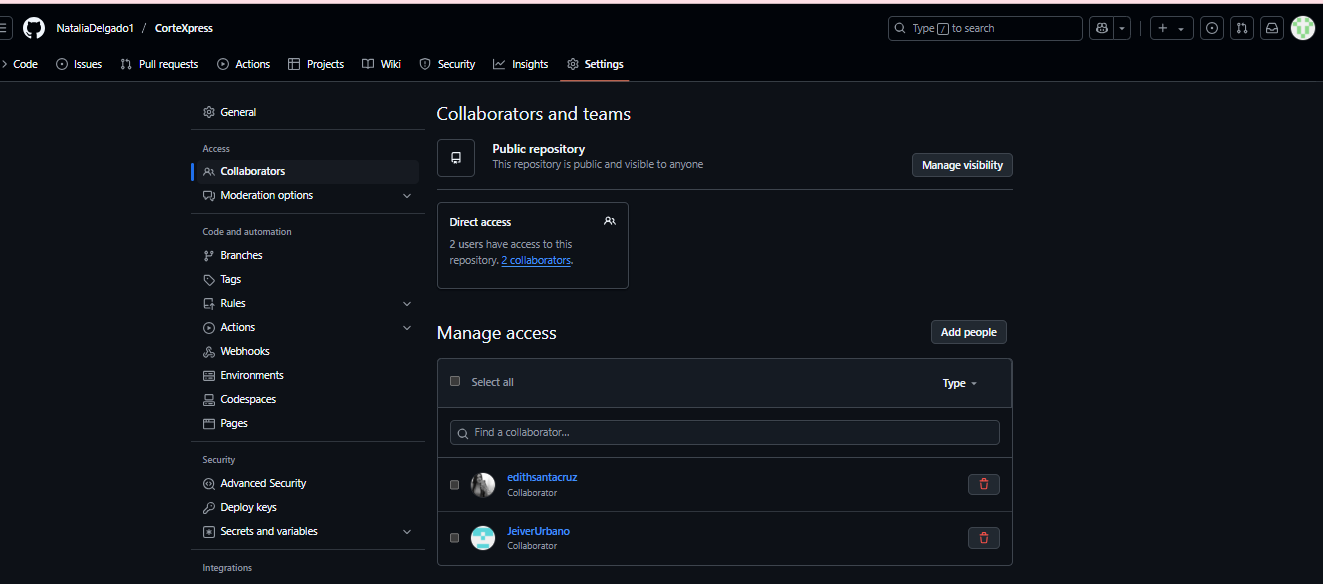 NataliaDelgado1 / CorteXpress
Type / to search
Code Issues Pull requests Actions Projects Wiki Security Insights Settings
General
Access
Collaborators
Moderation options
Code and automation
Branches
Tags
Rules
Actions
Webhooks
Environments
Codespaces
Pages
Security
Advanced Security
Deploy keys
Secrets and variables
Integrations
Collaborators and teams
Public repository
This repository is public and visible to anyone
Manage visibility
Direct access
2 users have access to this
repository. 2 collaborators.
Manage access
Add people
Select all
Type
Find a collaborator...
edithsantacruz
Collaborator
JeiverUrbano
Collaborator